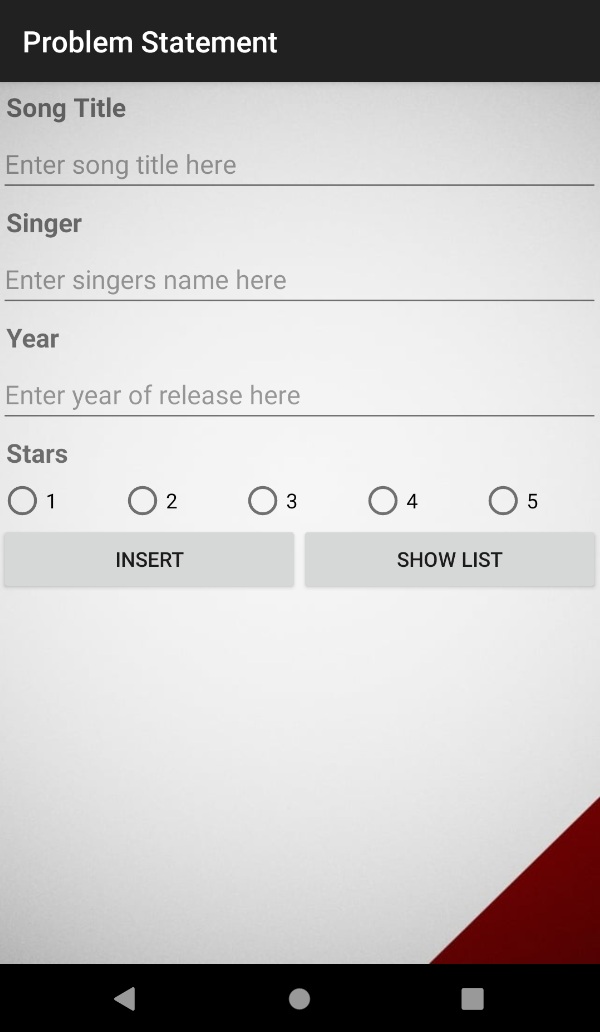 Problem Statement
Song Title
Enter song title here
Singer
Enter singers name here
Year
Enter year of release here
Stars
1 2 3 4 5
INSERT SHOW LIST